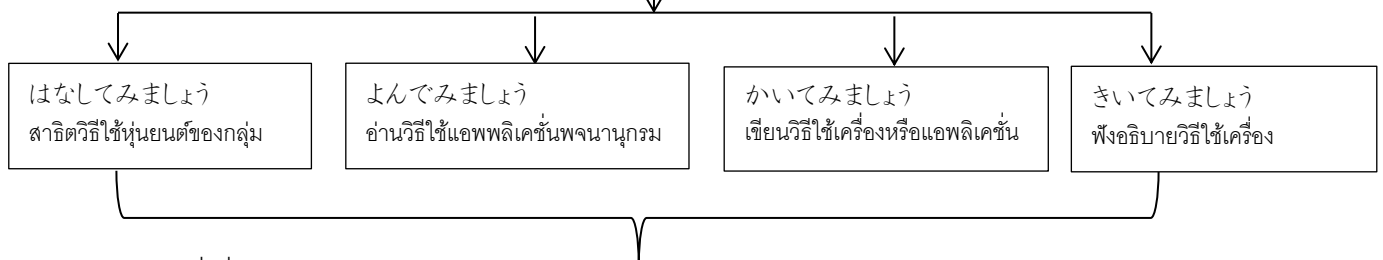 はなしてみましょう
สาธิตวิธีใช้หุ่นยนต์ของกลุ่ม
よんでみましょう
อ่านวิธีใช้แอพพลิเคชั่นพจนานุกรม
かいてみましょう
เขียนวิธีใช้เครื่องหรือแอพลิเคชั่น
きいてみましょう
ฟังอธิบายวิธีใช้เครื่อง